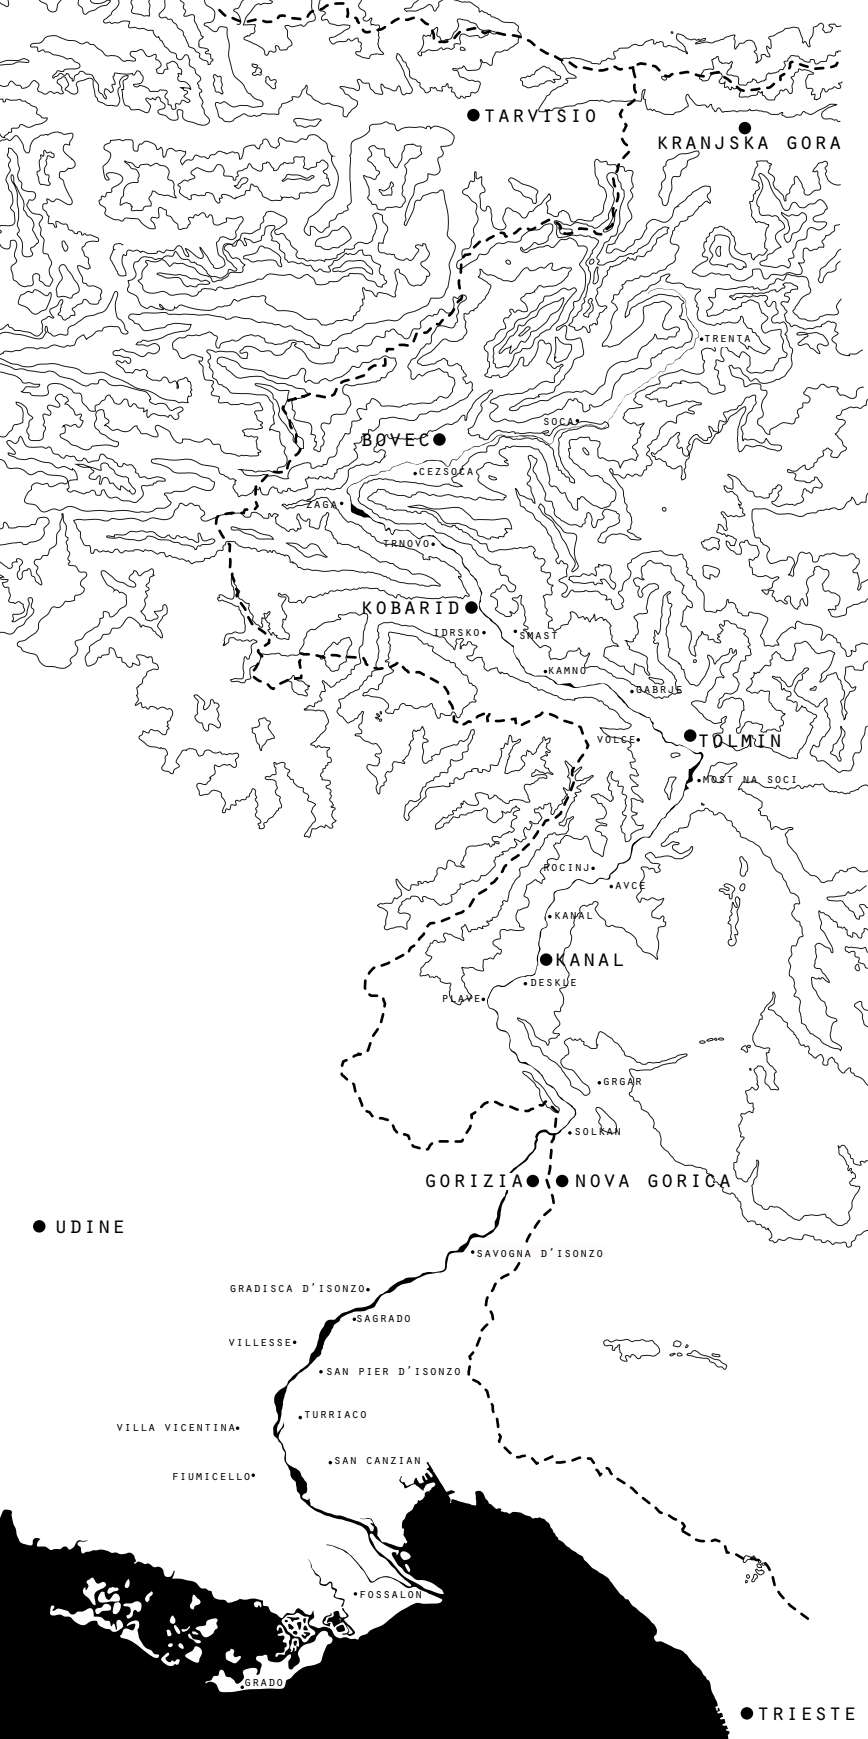 TARVISIO
KRANJSKA GORA
TRENTA
SOCA
BOVEC
CEZSOCA
ZAGA
TRNOVO
KOBARID
IDRSKO
SMAST
KAMNO
GABRJE
VOLCE
TOLMIN
MOST NA SOCI
ROCINJ
AVCE
KANAL
KANAL
DESKLE
PLAVE
GRGAR
SOLKAN
GORIZIA
NOVA GORICA
UDINE
SAVOGNA D'ISONZO
GRADISCA D'ISONZO
SAGRADO
VILLESSE
SAN PIER D'ISONZO
TURRIACO
VILLA VICENTINA
SAN CANZIAN
FIUMICELLO
FOSSALON
GRADO
TRIESTE